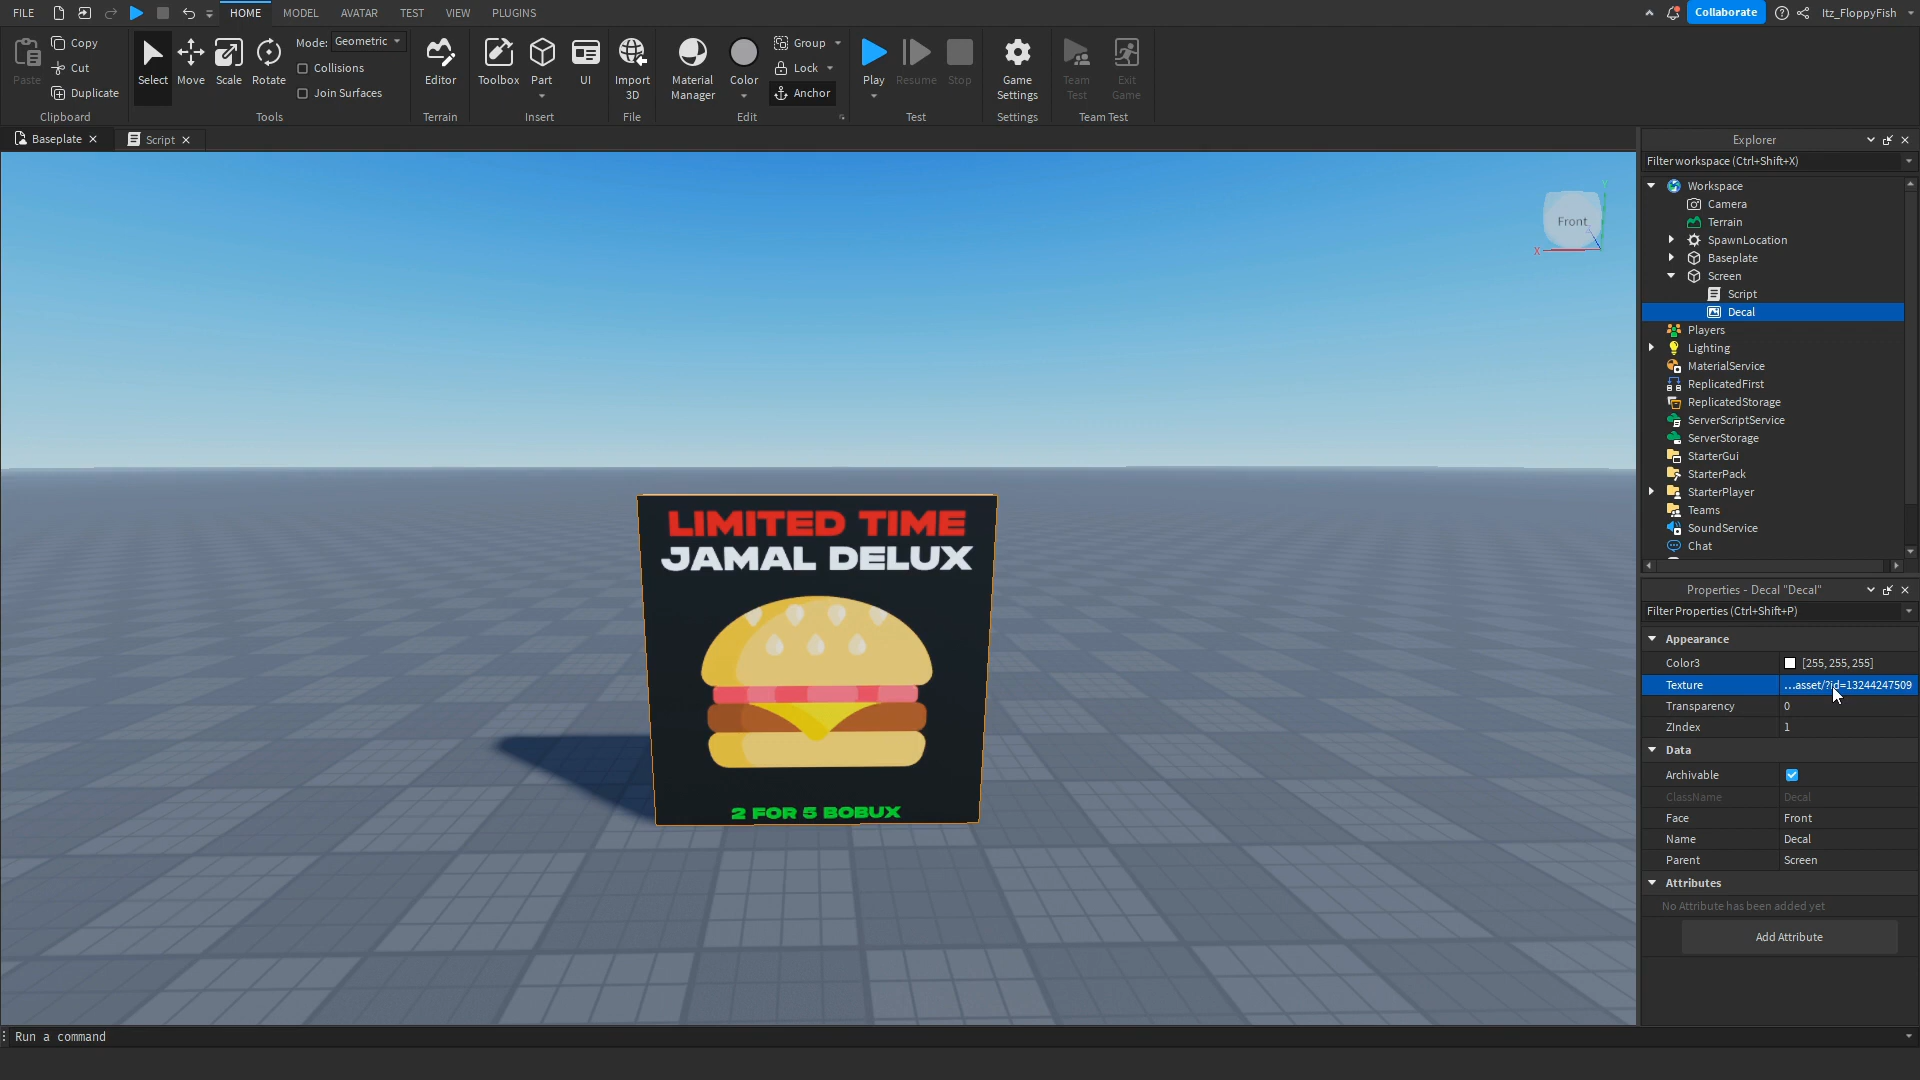 FILE HOME MODEL AVATAR TEST VIEW PLUGINS Collaborate Itz_FloppyFish
Paste
Copy
Cut
Duplicate
Clipboard
Select Move Scale Rotate
Mode: Geometric
Collisions
Join Surfaces
Tools
Editor
Terrain
Toolbox Part UI
Insert
Import
3D
File
Material
Manager
Color
Group
Lock
Anchor
Edit
Play Resume Stop
Test
Game
Settings
Settings
Team
Test
Exit
Game
Team Test
Baseplate Script
Front
X
LIMITED TIME
JAMAL DELUX
2 FOR 5 BOBUX
Explorer
Filter workspace (Ctrl+Shift+X)
Workspace
Camera
Terrain
SpawnLocation
Baseplate
Screen
Script
Decal
Players
Lighting
MaterialService
ReplicatedFirst
ReplicatedStorage
ServerScriptService
ServerStorage
StarterGui
StarterPack
StarterPlayer
Teams
SoundService
Chat
Properties - Decal "Decal"
Filter Properties (Ctrl+Shift+P)
Appearance
Color3 [255, 255, 255]
Texture ...asset/?id=13244247509
Transparency 0
ZIndex 1
Data
Archivable
ClassName Decal
Face Front
Name Decal
Parent Screen
Attributes
No Attribute has been added yet
Add Attribute
Run a command